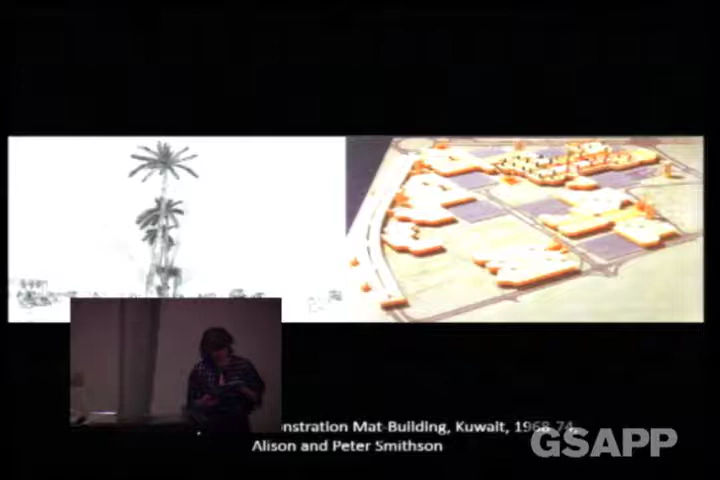 nstration Mat-Building, Kuwait, 1968-74,
Alison and Peter Smithson
GSAPP